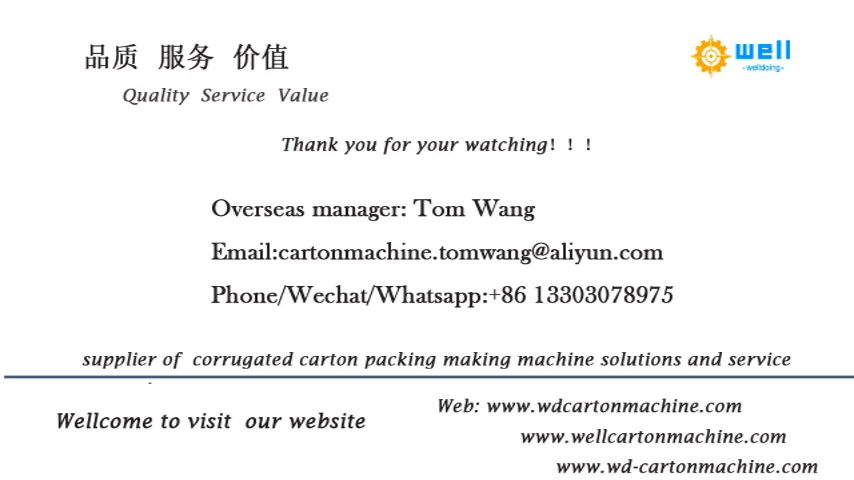 品质 服务 价值
Quality Service Value
well
-welldoing-
Thank you for your watching！！！
Overseas manager: Tom Wang
Email:cartonmachine.tomwang@aliyun.com
Phone/Wechat/Whatsapp:+86 13303078975
supplier of corrugated carton packing making machine solutions and service
Wellcome to visit our website
Web: www.wdcartonmachine.com
www.wellcartonmachine.com
www.wd-cartonmachine.com